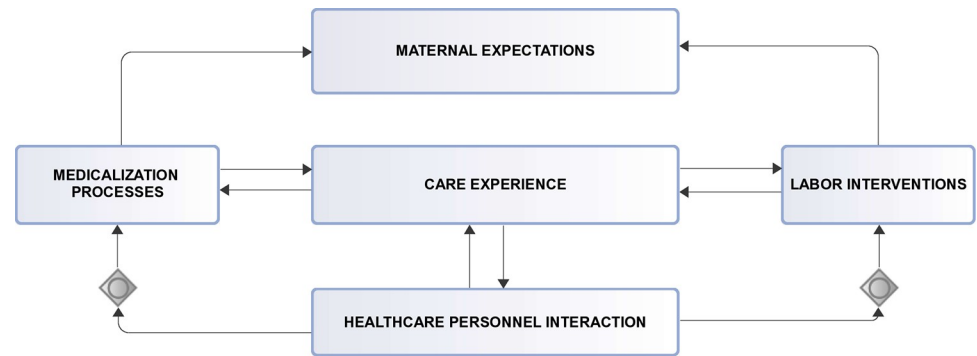 MATERNAL EXPECTATIONS
MEDICALIZATION
PROCESSES
CARE EXPERIENCE
LABOR INTERVENTIONS
HEALTHCARE PERSONNEL INTERACTION